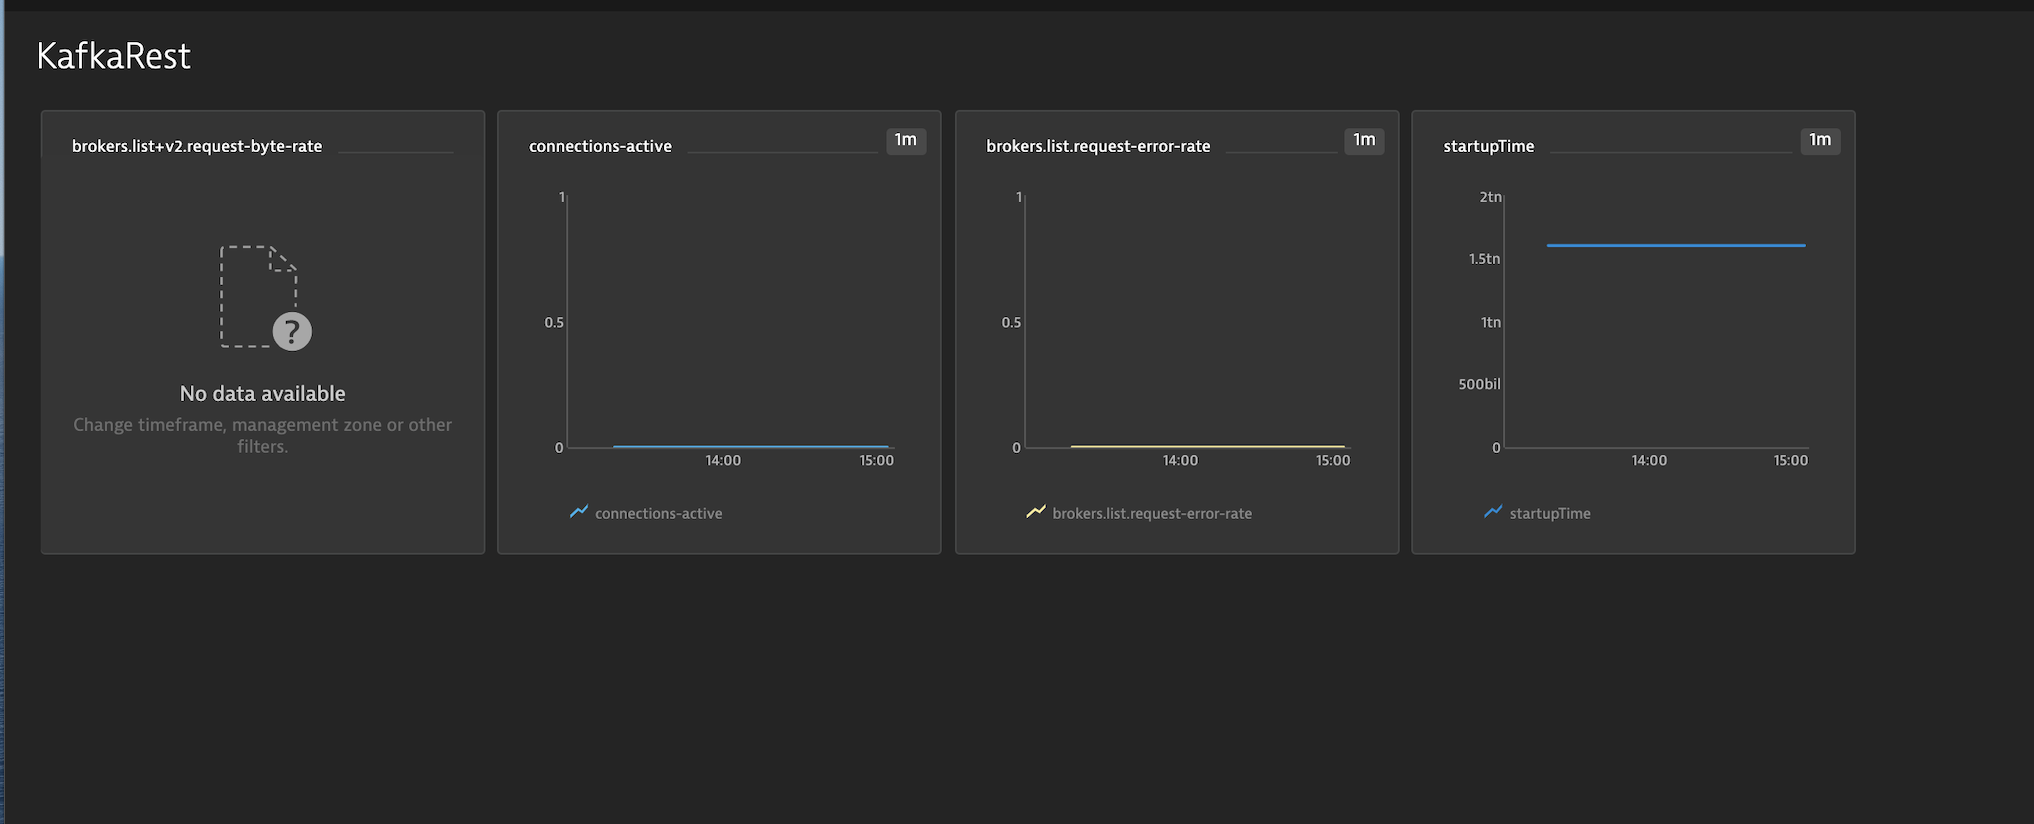 KafkaRest
brokers.list+v2.request-byte-rate
?
No data available
Change timeframe, management zone or other
filters.
connections-active
1m
1
0.5
0
14:00 15:00
connections-active
brokers.list.request-error-rate
1m
1
0.5
0
14:00 15:00
brokers.list.request-error-rate
startupTime
1m
2tn
1.5tn
1tn
500bil
0
14:00 15:00
startupTime